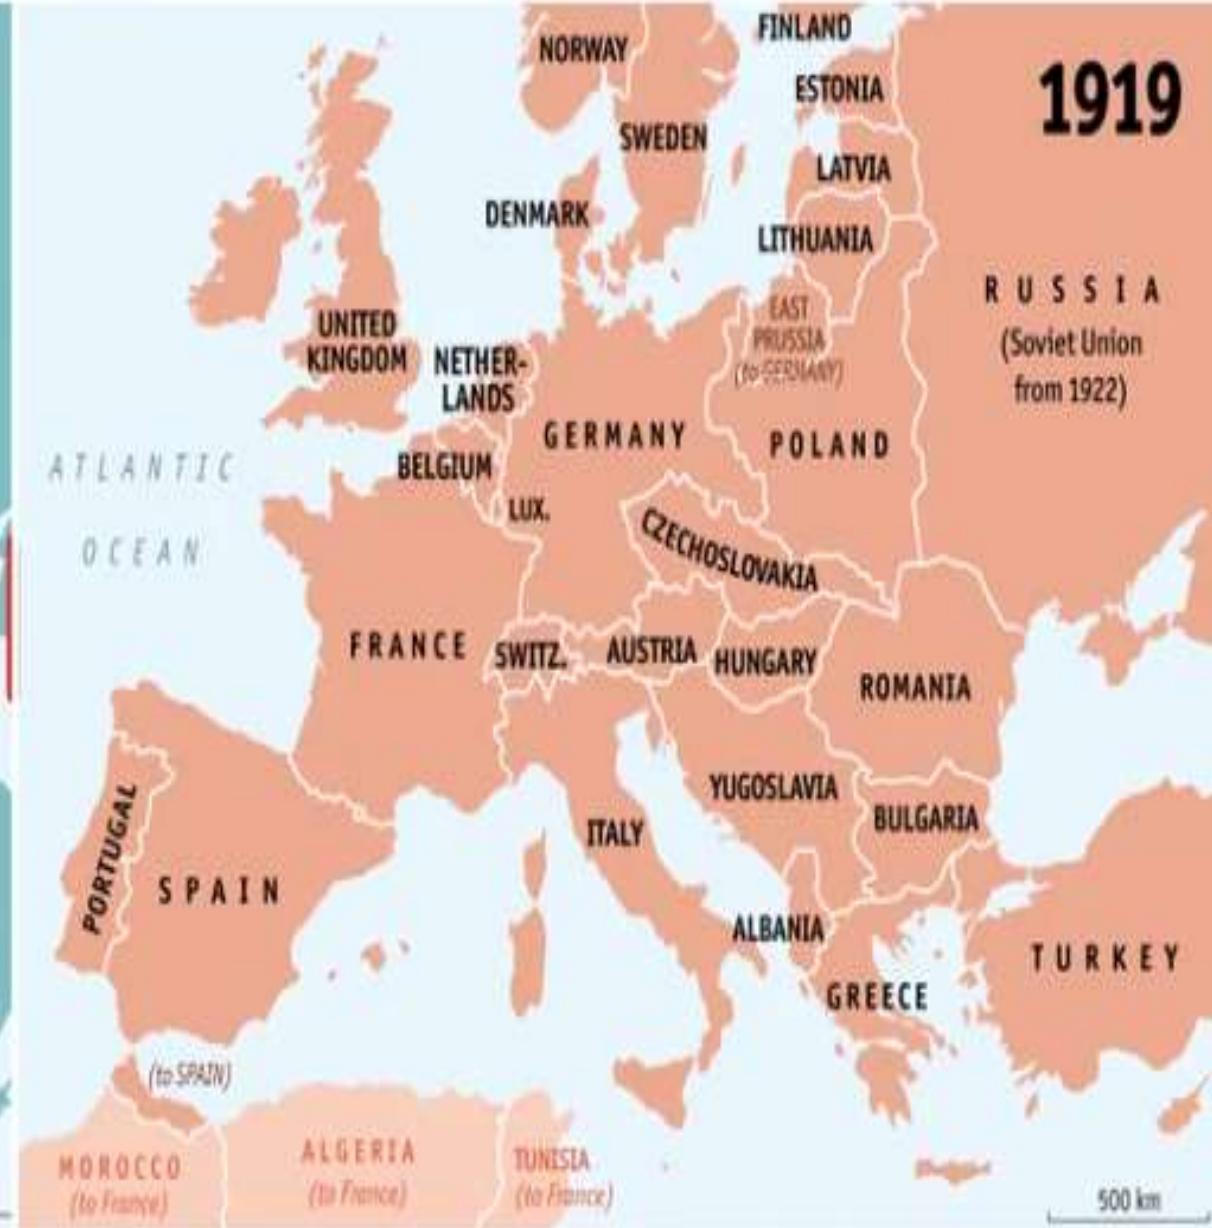 NORWAY
FINLAND
1919
ESTONIA
SWEDEN
LATVIA
DENMARK
LITHUANIA
RUSSIA
(Soviet Union
from 1922)
EAST
PRUSSIA
(to GERMANY)
UNITED
KINGDOM
NETHER-
LANDS
GERMANY
POLAND
ATLANTIC
OCEAN
BELGIUM
LUX.
CZECHOSLOVAKIA
FRANCE
SWITZ.
AUSTRIA
HUNGARY
ROMANIA
YUGOSLAVIA
BULGARIA
ITALY
PORTUGAL
SPAIN
ALBANIA
TURKEY
GREECE
(to SPAIN)
MOROCCO
(to France)
ALGERIA
(to France)
TUNISIA
(to France)
500 km